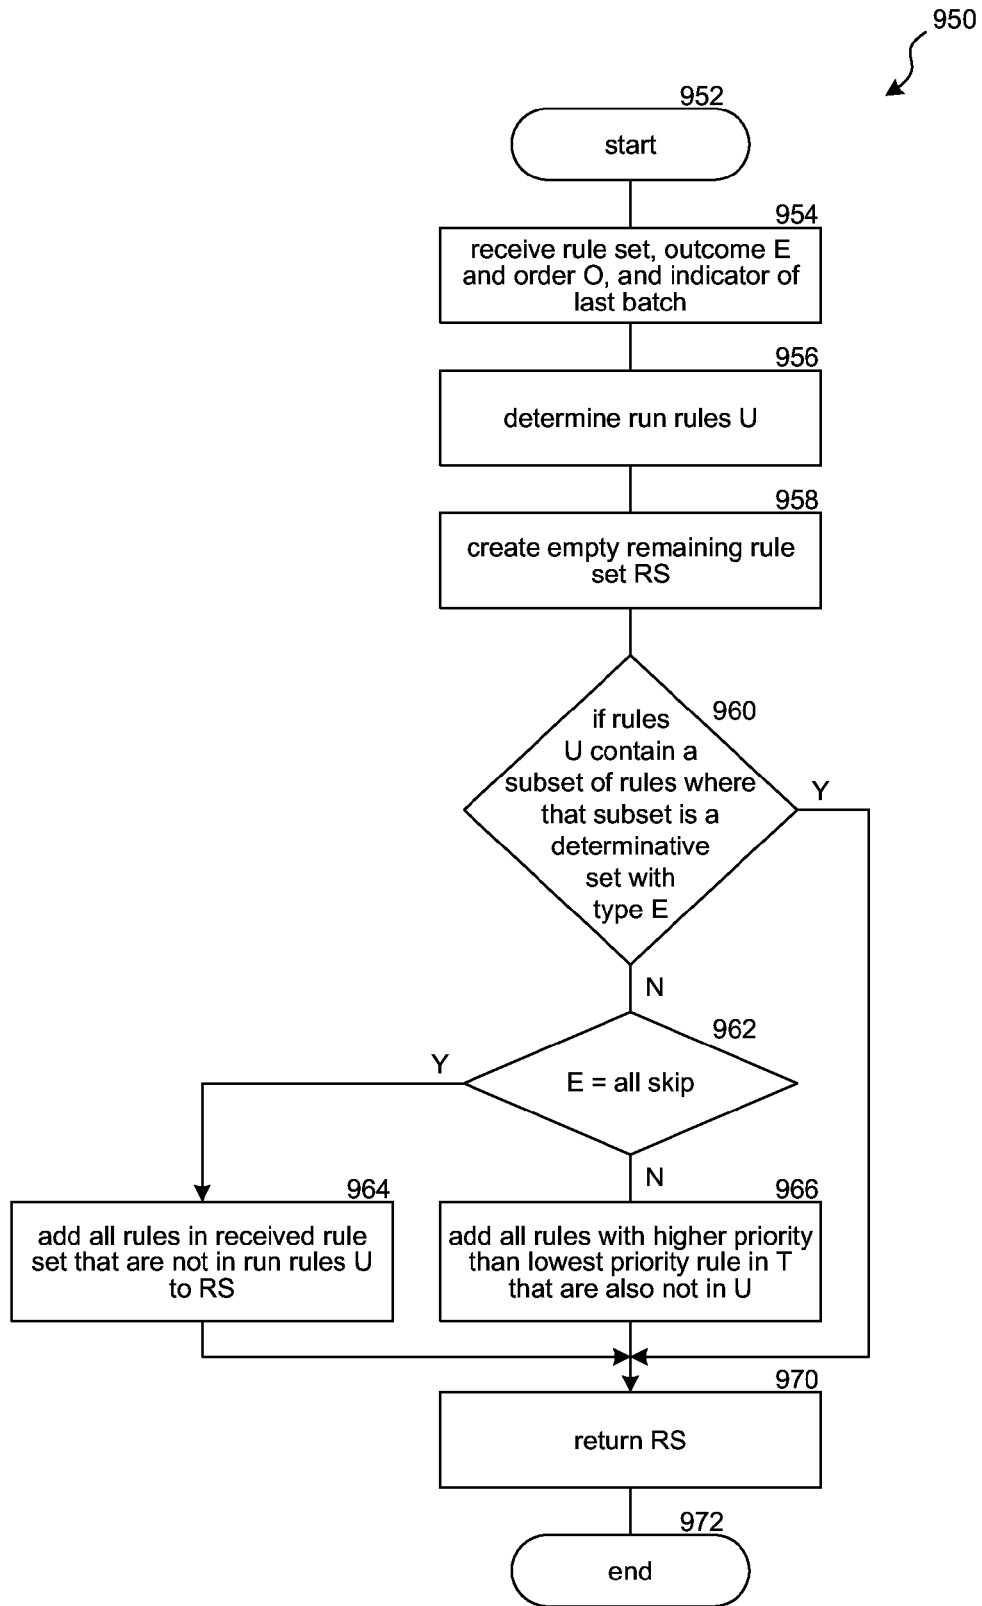 950
952
start
954
receive rule set, outcome E
and order O, and indicator of
last batch
956
determine run rules U
958
create empty remaining rule
set RS
960
if rules
U contain a
subset of rules where
that subset is a
determinative
set with
type E
Y
N
962
E = all skip
Y
N
964
add all rules in received rule
set that are not in run rules U
to RS
966
add all rules with higher priority
than lowest priority rule in T
that are also not in U
970
return RS
972
end